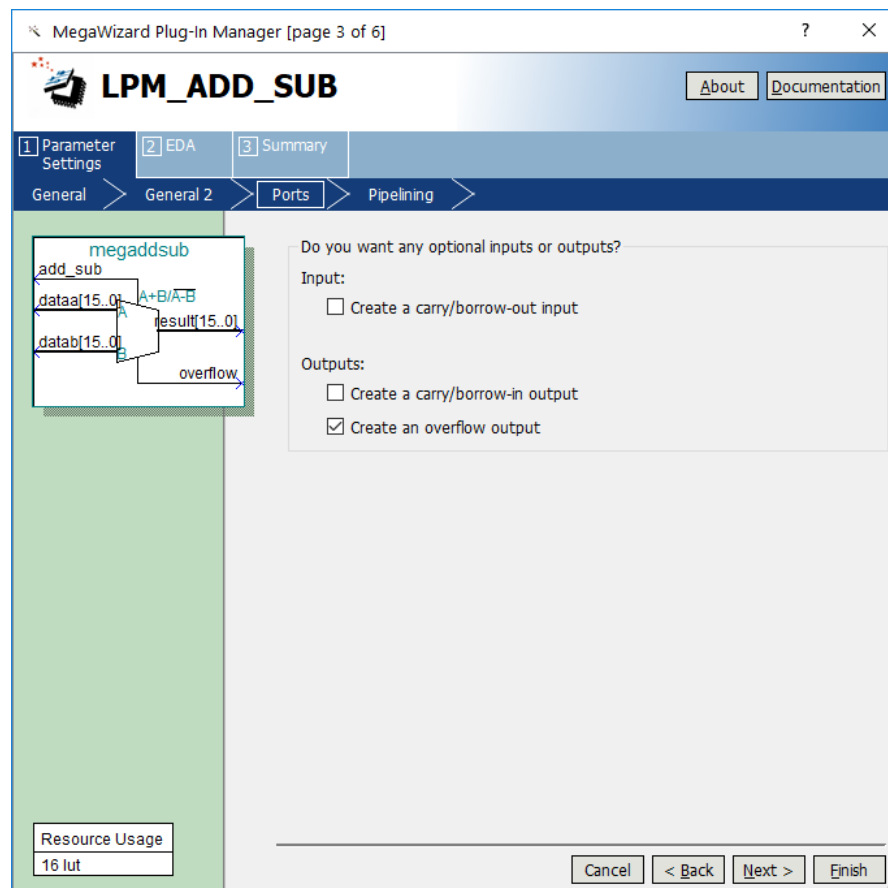 MegaWizard Plug-In Manager [page 3 of 6]
?
LPM_ADD_SUB
About
Documentation
1 Parameter Settings
2 EDA
3 Summary
General
General 2
Ports
Pipelining
megaddsub
add_sub
A+B/A-B
dataa[15..0]
A
result[15..0]
datab[15..0]
B
overflow
Do you want any optional inputs or outputs?
Input:
Create a carry/borrow-out input
Outputs:
Create a carry/borrow-in output
Create an overflow output
Resource Usage
16 lut
Cancel
< Back
Next >
Finish